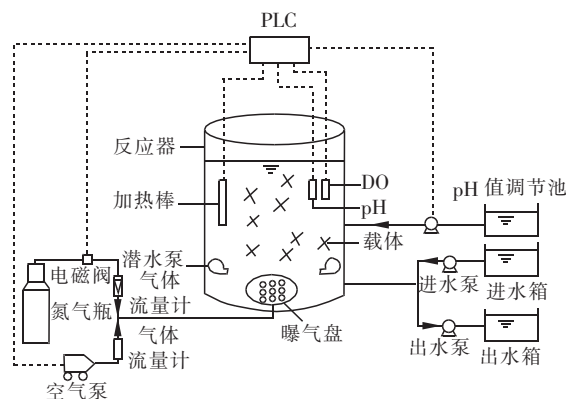 PLC
反应器
加热棒
DO
pH
pH 值调节池
载体
潜水泵
气体
流量计
电磁阀
氮气瓶
气体
流量计
空气泵
曝气盘
进水泵
进水箱
出水泵
出水箱